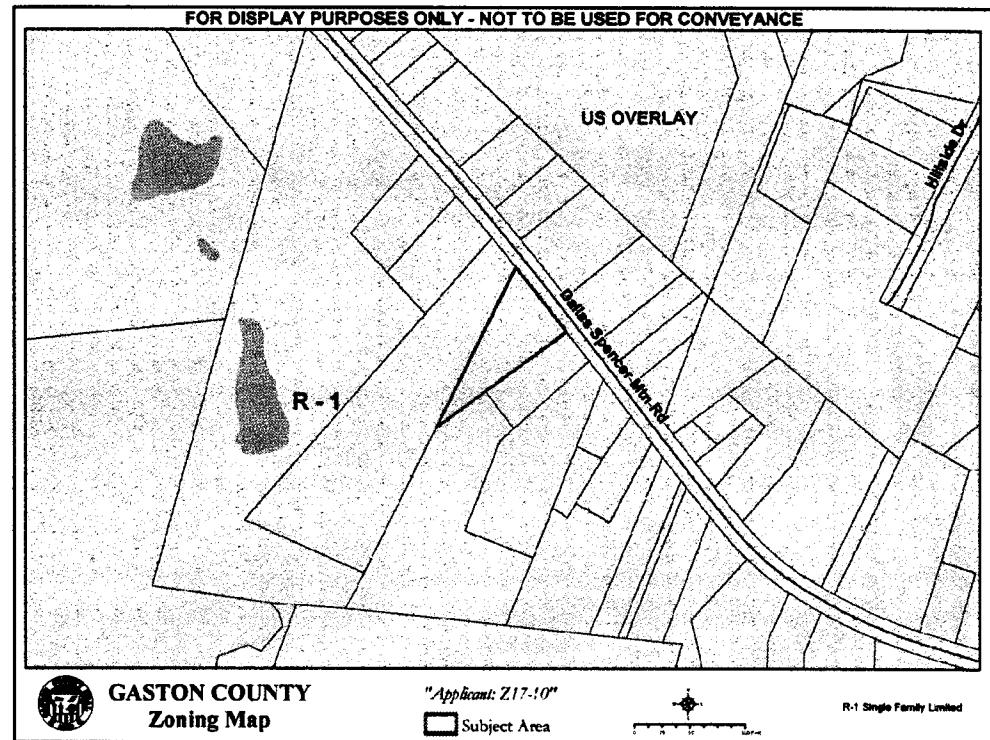 FOR DISPLAY PURPOSES ONLY - NOT TO BE USED FOR CONVEYANCE
US OVERLAY
Hillside Dr
Dallas-Spencer-Mtn-Rd
R - 1
GASTON COUNTY
Zoning Map
"Applicant: Z17-10"
Subject Area
R-1 Single Family Limited